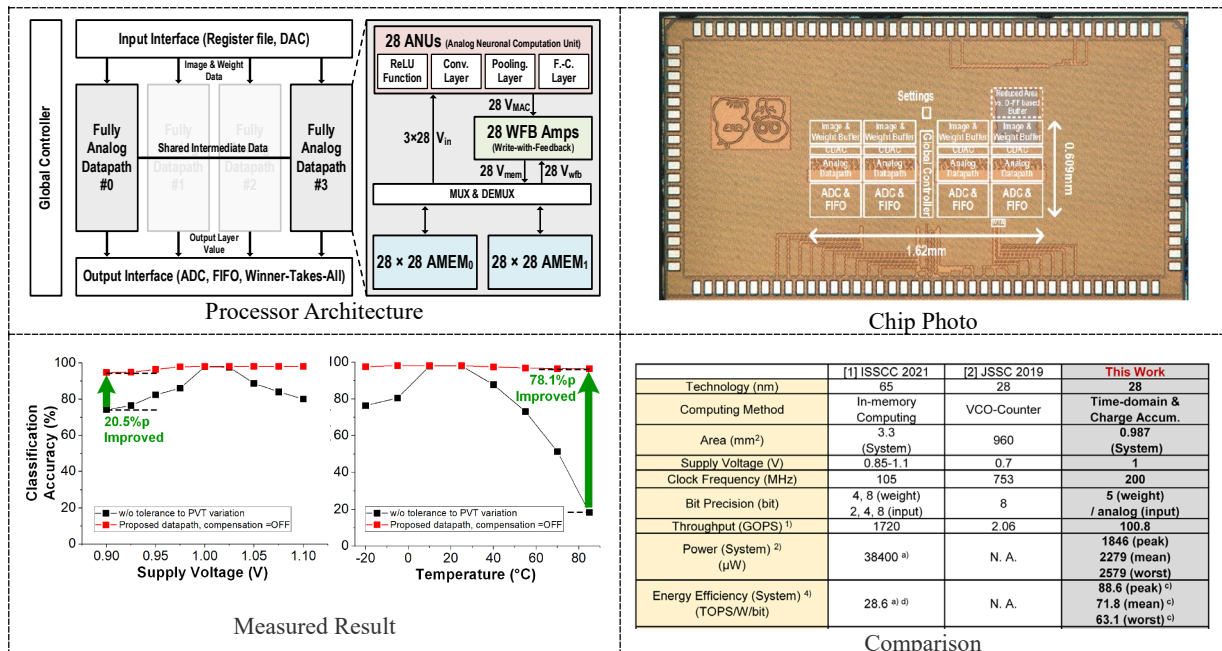 Input Interface (Register file, DAC)
Global Controller
Image & Weight
Data
Fully
Analog
Datapath
#0
Fully
Analog
Datapath
#1
Fully
Analog
Datapath
#2
Fully
Analog
Datapath
#3
Shared Intermediate Data
Output Layer
Value
Output Interface (ADC, FIFO, Winner-Takes-All)
28 ANUs (Analog Neuronal Computation Unit)
ReLU
Function
Conv.
Layer
Pooling.
Layer
F.-C.
Layer
28 VMAC
3×28
Vin
28 WFB Amps
(Write-with-Feedback)
28
Vmem
28 Vwfb
MUX & DEMUX
28 × 28 AMEM0
28 × 28 AMEM1
Processor Architecture
Settings
Reduced Area
vs. D-FF based
Buffer
Image &
Weight Buffer
Image &
Weight Buffer
Image &
Weight Buffer
Image &
Weight Buffer
CDAC
CDAC
CDAC
CDAC
Analog
Datapath
Analog
Datapath
Analog
Datapath
Analog
Datapath
ADC &
FIFO
ADC &
FIFO
ADC &
FIFO
ADC &
FIFO
Global Controller
WTA
0.609mm
1.62mm
Chip Photo
Classification
Accuracy (%)
100
80
60
40
20
0
20.5%p
Improved
w/o tolerance to PVT variation
Proposed datapath, compensation =OFF
0.90 0.95 1.00 1.05 1.10
Supply Voltage (V)
100
80
60
40
20
0
78.1%p
Improved
w/o tolerance to PVT variation
Proposed datapath, compensation =OFF
-20 0 20 40 60 80
Temperature (°C)
Measured Result
[1] ISSCC 2021 [2] JSSC 2019 This Work
Technology (nm) 65 28 28
Computing Method In-memory Computing VCO-Counter Time-domain & Charge Accum.
Area (mm2) 3.3 (System) 960 0.987 (System)
Supply Voltage (V) 0.85-1.1 0.7 1
Clock Frequency (MHz) 105 753 200
Bit Precision (bit) 4, 8 (weight) 2, 4, 8 (input) 8 5 (weight) / analog (input)
Throughput (GOPS) 1) 1720 2.06 100.8
Power (System) 2) (µW) 38400 a) N. A. 1846 (peak) 2279 (mean) 2579 (worst)
Energy Efficiency (System) 4) (TOPS/W/bit) 28.6 a) d) N. A. 88.6 (peak) c) 71.8 (mean) c) 63.1 (worst) c)
Comparison